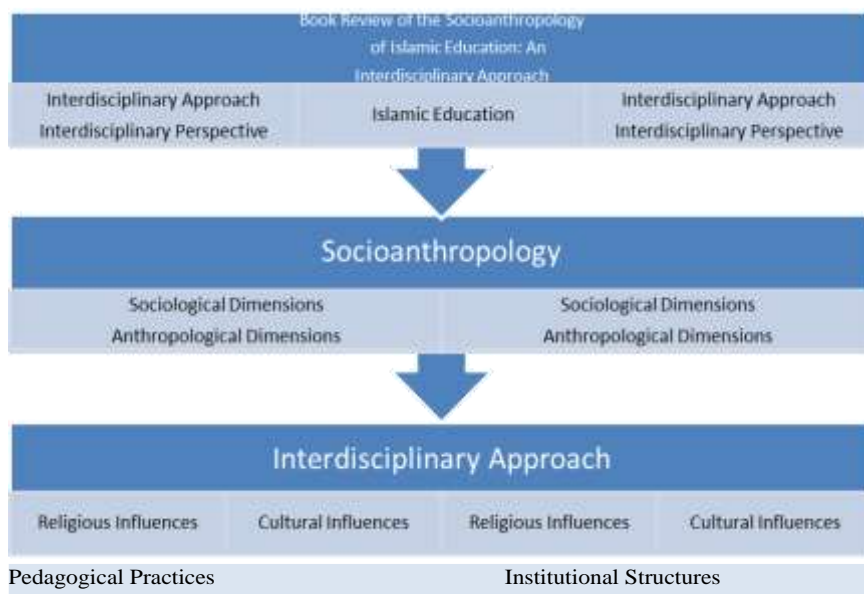 Book Review of the Socioanthropology
of Islamic Education: An
Interdisciplinary Approach
Interdisciplinary Approach
Interdisciplinary Perspective
Islamic Education
Interdisciplinary Approach
Interdisciplinary Perspective
Socioanthropology
Sociological Dimensions
Anthropological Dimensions
Sociological Dimensions
Anthropological Dimensions
Interdisciplinary Approach
Religious Influences
Cultural Influences
Religious Influences
Cultural Influences
Pedagogical Practices
Institutional Structures